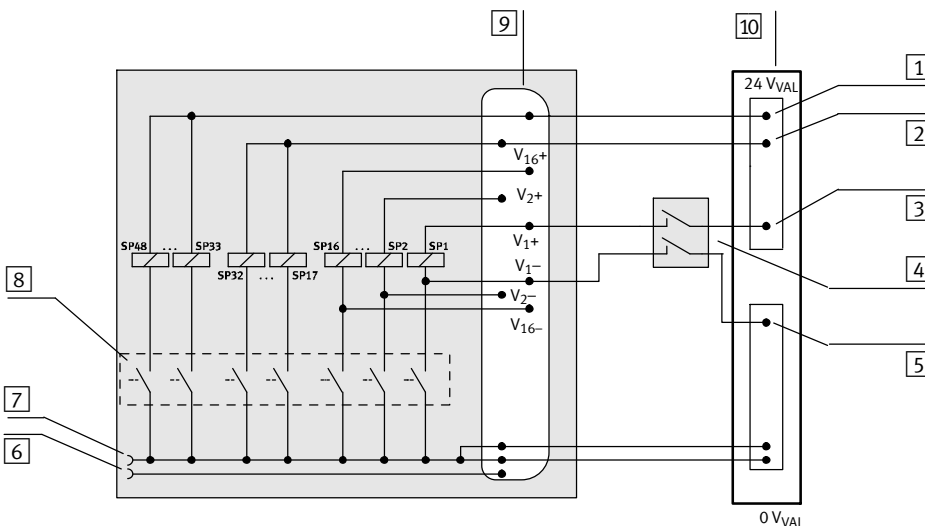 9
10
1
24 VVAL
2
V16+
V2+
3
V1+
SP48 ... SP33
SP16 ... SP2
SP1
V1–
4
SP32 ... SP17
8
V2–
V16–
5
7
6
0 VVAL